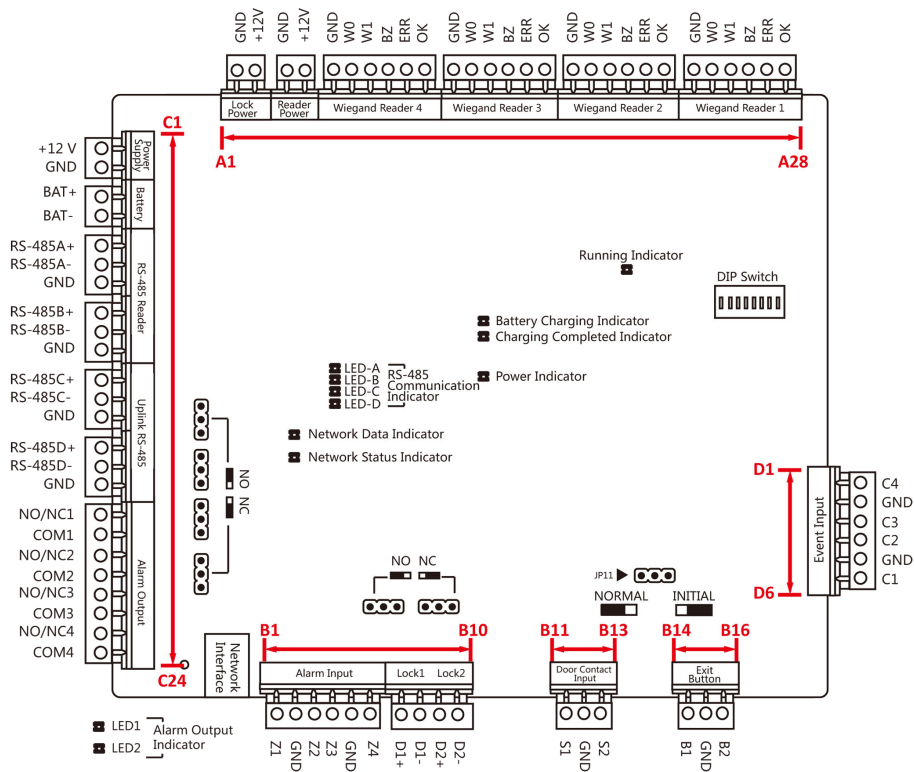 GND
+12V
GND
+12V
GND
W0
W1
BZ
ERR
OK
GND
W0
W1
BZ
ERR
OK
GND
W0
W1
BZ
ERR
OK
GND
W0
W1
BZ
ERR
OK
Lock
Power
Reader
Power
Wiegand Reader 4
Wiegand Reader 3
Wiegand Reader 2
Wiegand Reader 1
A1
A28
C1
+12 V
GND
BAT+
BAT-
RS-485A+
RS-485A-
GND
RS-485B+
RS-485B-
GND
RS-485C+
RS-485C-
GND
RS-485D+
RS-485D-
GND
NO/NC1
COM1
NO/NC2
COM2
NO/NC3
COM3
NO/NC4
COM4
Power
Supply
Battery
RS-485 Reader
Uplink RS-485
Alarm Output
C24
Running Indicator
DIP Switch
Battery Charging Indicator
Charging Completed Indicator
Power Indicator
LED-A
LED-B
LED-C
LED-D
RS-485
Communication
Indicator
Network Data Indicator
Network Status Indicator
NO
NC
NO
NC
JP11
NORMAL
INITIAL
D1
D6
Event Input
C4
GND
C3
C2
GND
C1
Network
Interface
B1
B10
B11
B13
B14
B16
Alarm Input
Lock1
Lock2
Door Contact
Input
Exit
Button
Z1
GND
Z2
Z3
GND
Z4
D1+
D1-
D2+
D2-
S1
GND
S2
B1
GND
B2
LED1
LED2
Alarm Output
Indicator